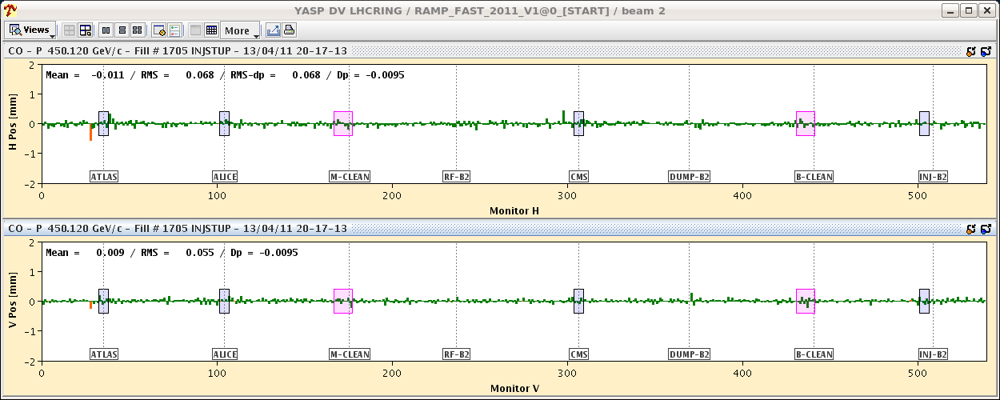 YASP DV LHCRING / RAMP_FAST_2011_V1@0_[START] / beam 2
Views More
CO - P 450.120 GeV/c - Fill # 1705 INJSTUP - 13/04/11 20-17-13
Mean = -0.011 / RMS = 0.068 / RMS-dp = 0.068 / Dp = -0.0095
H Pos [mm]
2
1
0
-1
-2
ATLAS ALICE M-CLEAN RF-B2 CMS DUMP-B2 B-CLEAN INJ-B2
0 100 200 300 400 500
Monitor H
CO - P 450.120 GeV/c - Fill # 1705 INJSTUP - 13/04/11 20-17-13
Mean = 0.009 / RMS = 0.055 / Dp = -0.0095
V Pos [mm]
2
1
0
-1
-2
ATLAS ALICE M-CLEAN RF-B2 CMS DUMP-B2 B-CLEAN INJ-B2
0 100 200 300 400 500
Monitor V